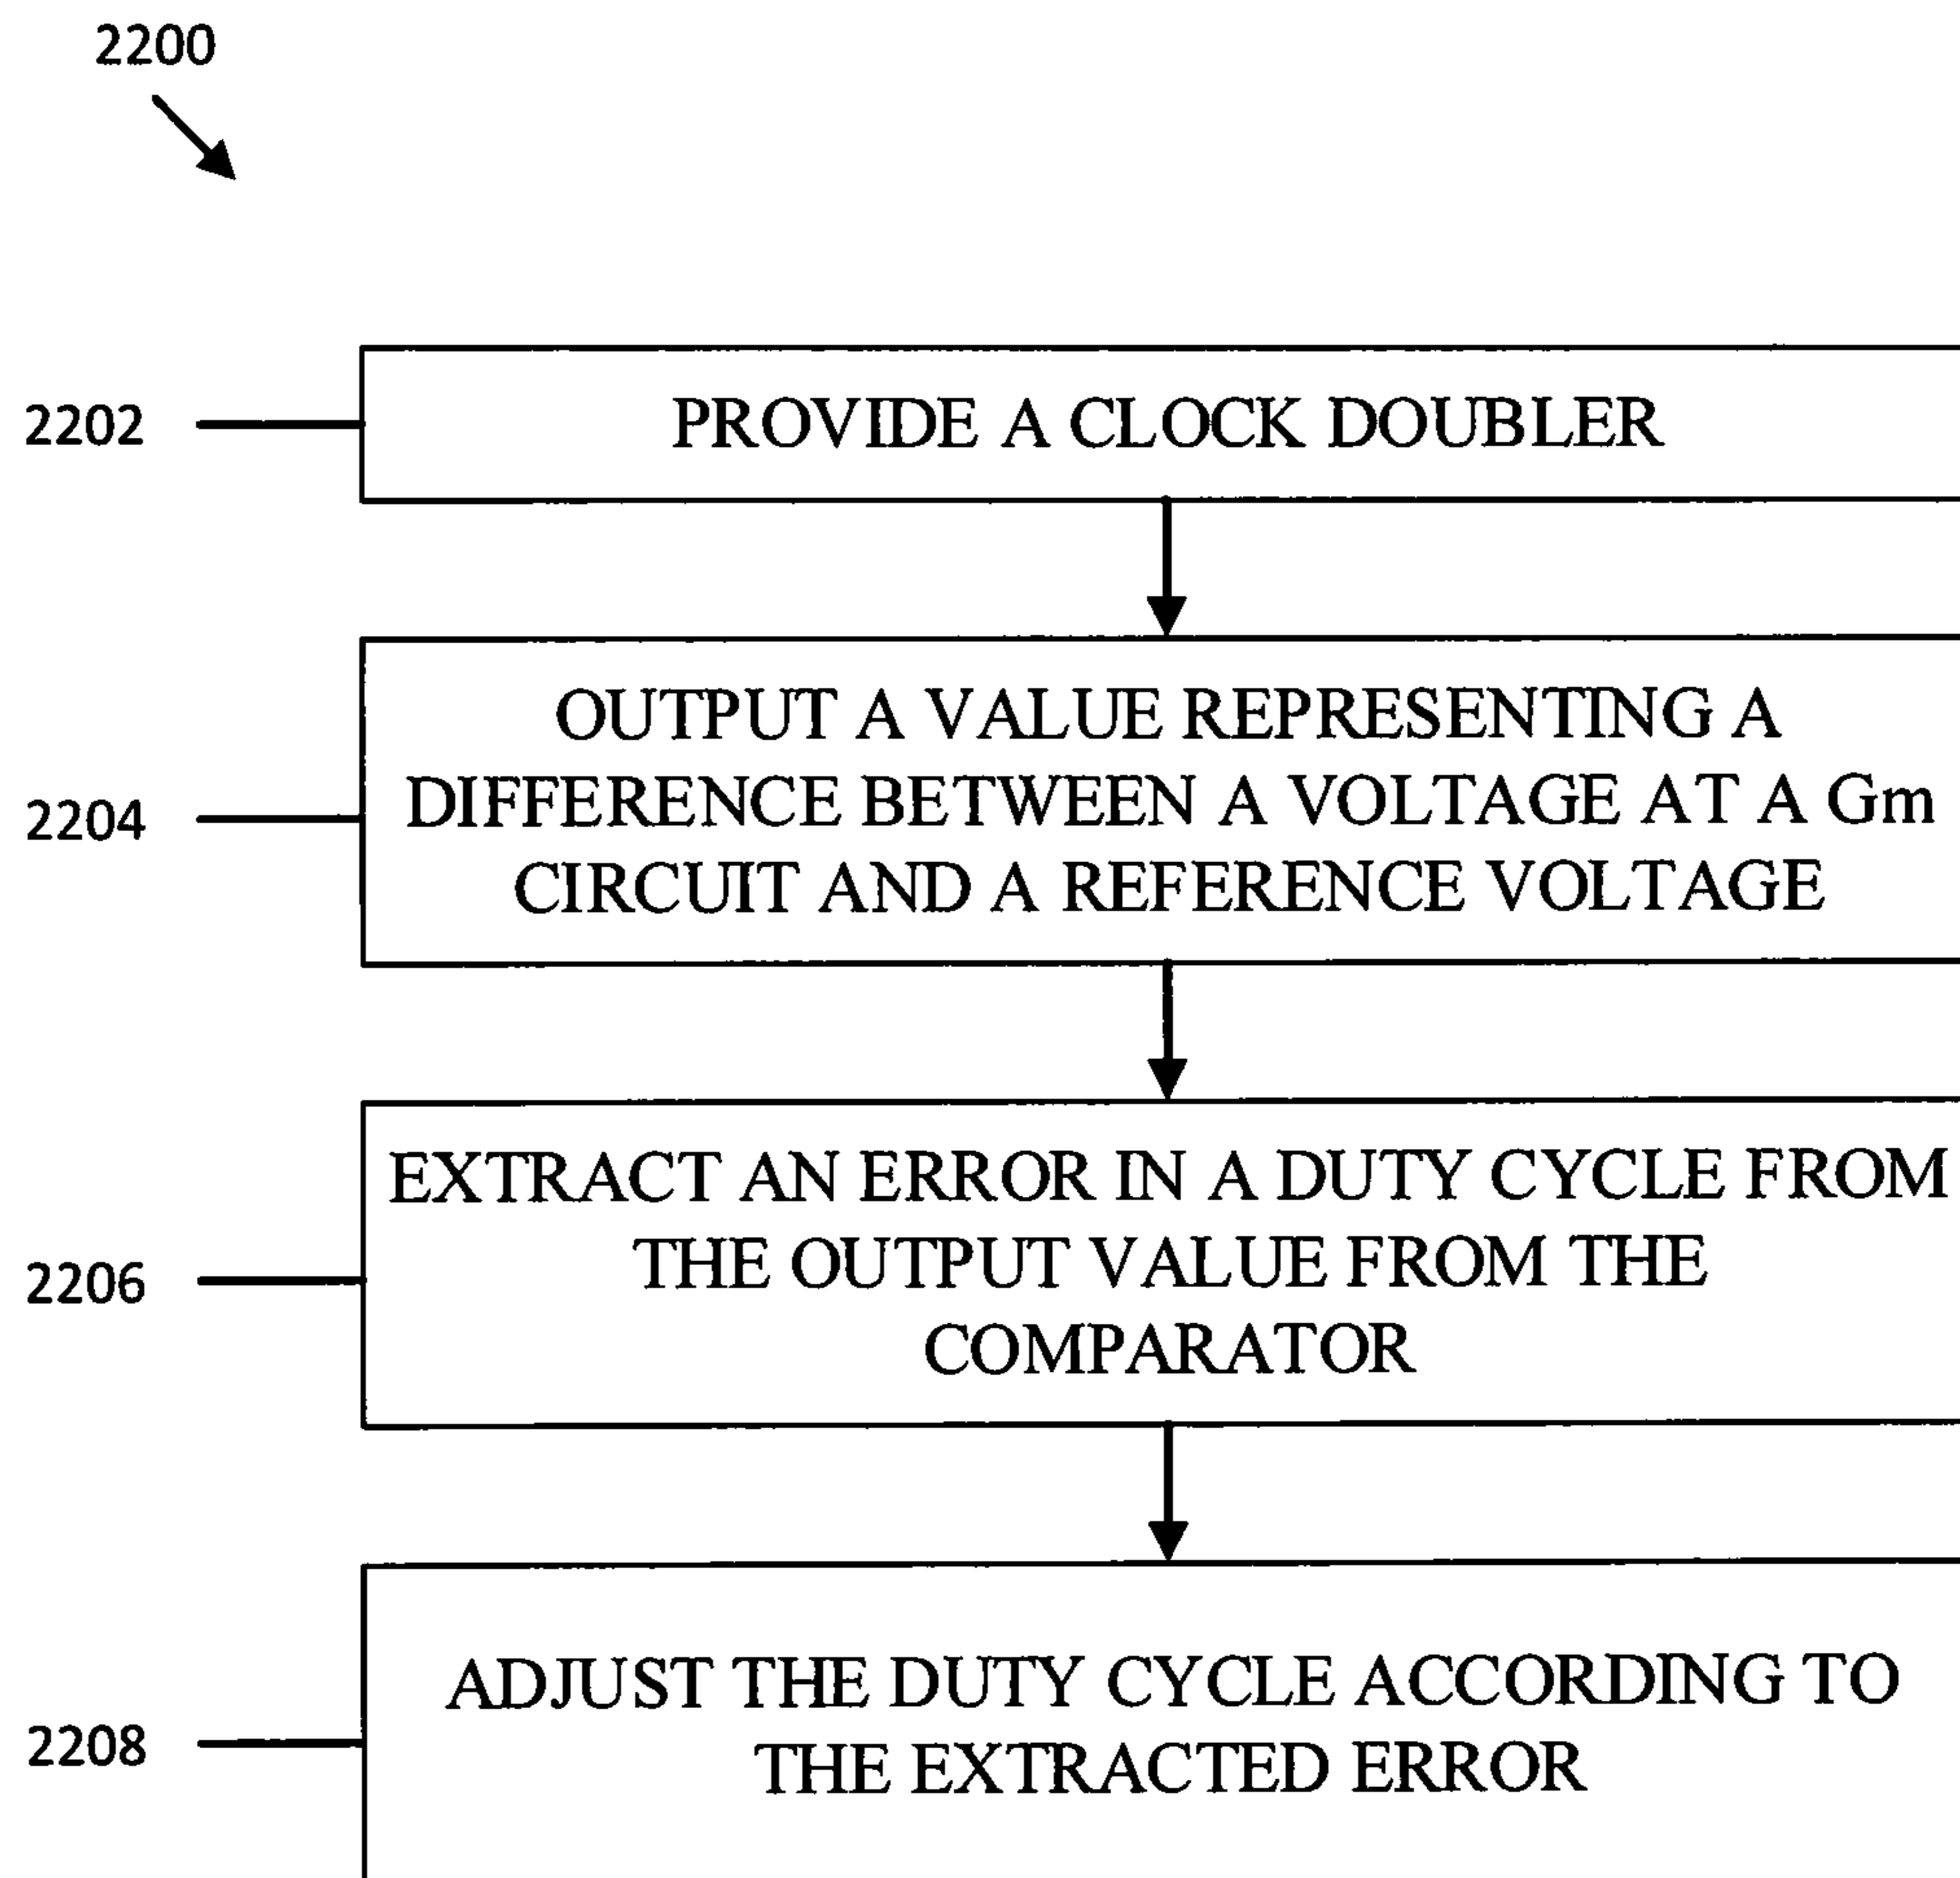 2200
2202
PROVIDE A CLOCK DOUBLER
2204
OUTPUT A VALUE REPRESENTING A
DIFFERENCE BETWEEN A VOLTAGE AT A Gm
CIRCUIT AND A REFERENCE VOLTAGE
2206
EXTRACT AN ERROR IN A DUTY CYCLE FROM
THE OUTPUT VALUE FROM THE
COMPARATOR
2208
ADJUST THE DUTY CYCLE ACCORDING TO
THE EXTRACTED ERROR